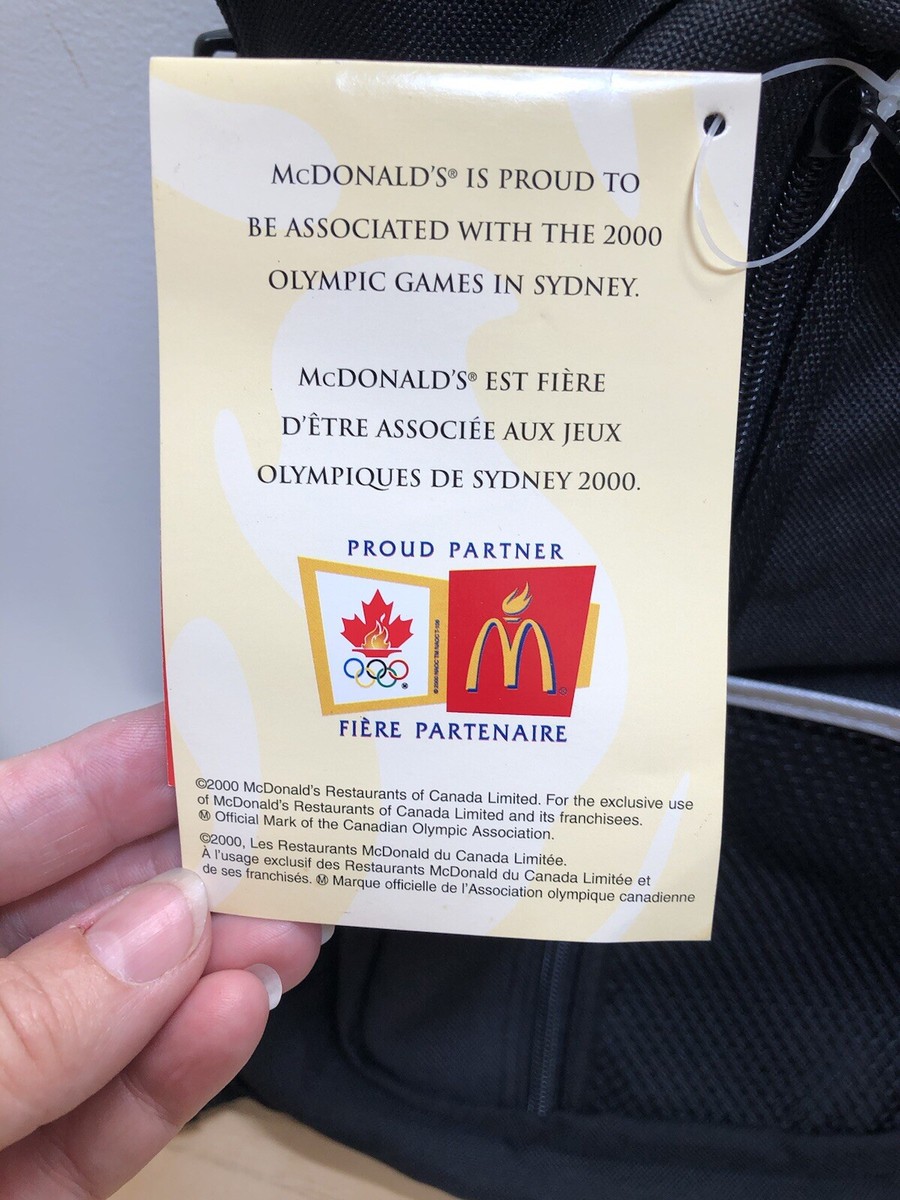 McDONALD'S® IS PROUD TO
BE ASSOCIATED WITH THE 2000
OLYMPIC GAMES IN SYDNEY.
McDONALD'S® EST FIÈRE
D'ÊTRE ASSOCIÉE AUX JEUX
OLYMPIQUES DE SYDNEY 2000.
PROUD PARTNER
FIÈRE PARTENAIRE
©2000 McDonald's Restaurants of Canada Limited. For the exclusive use
of McDonald's Restaurants of Canada Limited and its franchisees.
Ⓜ Official Mark of the Canadian Olympic Association.
©2000, Les Restaurants McDonald du Canada Limitée.
À l'usage exclusif des Restaurants McDonald du Canada Limitée et
de ses franchisés. Ⓜ Marque officielle de l'Association olympique canadienne